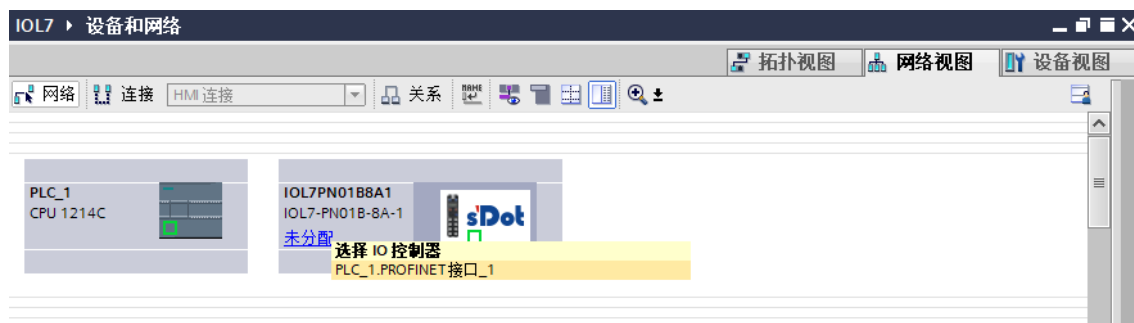 IOL7 ▸ 设备和网络
拓扑视图 网络视图 设备视图
网络 连接 HMI 连接 关系
PLC_1
CPU 1214C
IOL7PN01B8A1
IOL7-PN01B-8A-1
未分配
s'Dot
选择 IO 控制器
PLC_1.PROFINET接口_1